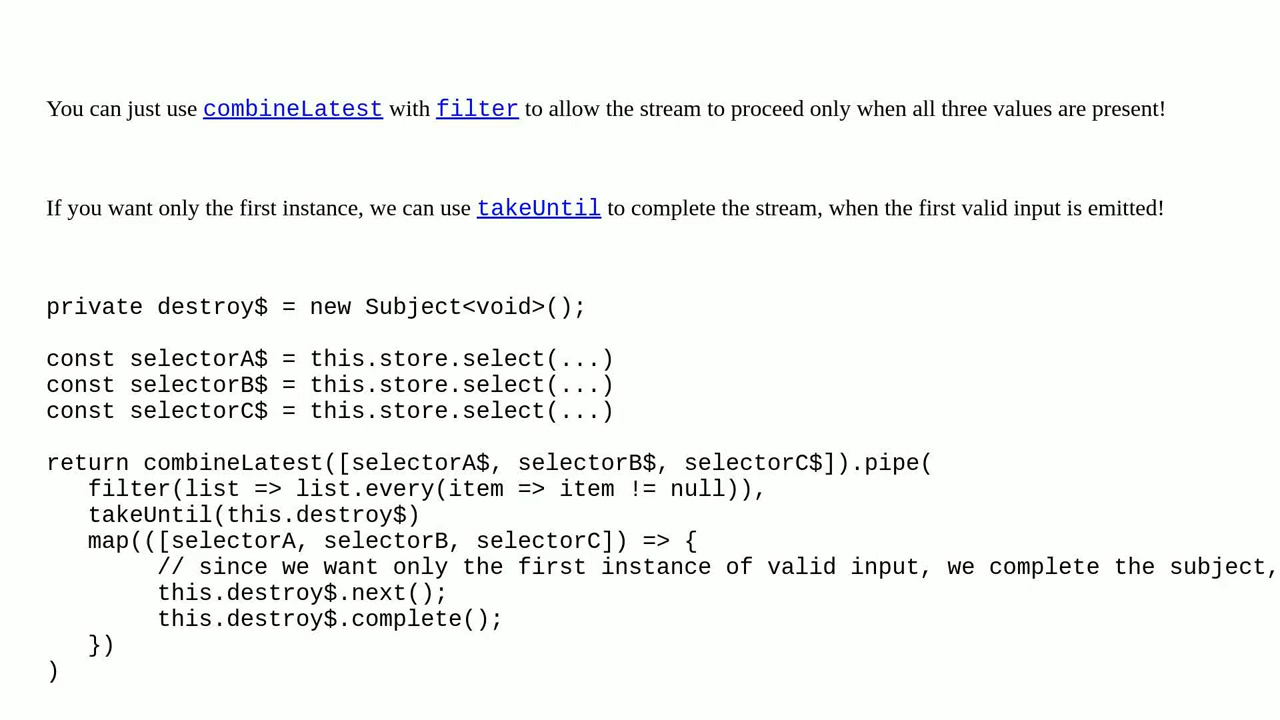 You can just use combineLatest with filter to allow the stream to proceed only when all three values are present!
If you want only the first instance, we can use takeUntil to complete the stream, when the first valid input is emitted!
private destroy$ = new Subject<void>();
const selectorA$ = this.store.select(...)
const selectorB$ = this.store.select(...)
const selectorC$ = this.store.select(...)
return combineLatest([selectorA$, selectorB$, selectorC$]).pipe(
   filter(list => list.every(item => item != null)),
   takeUntil(this.destroy$)
   map(([selectorA, selectorB, selectorC]) => {
        // since we want only the first instance of valid input, we complete the subject,
        this.destroy$.next();
        this.destroy$.complete();
   })
)